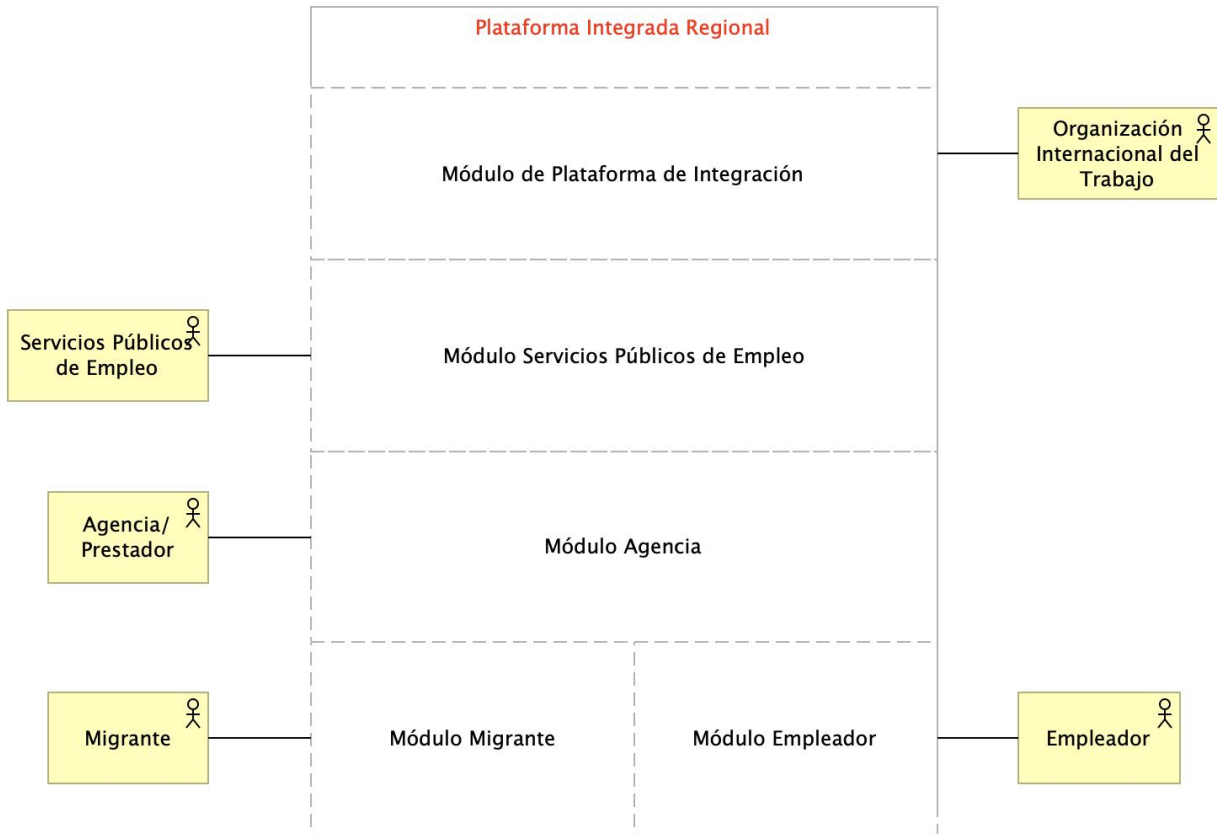 Plataforma Integrada Regional
Módulo de Plataforma de Integración
Organización
Internacional del
Trabajo
Servicios Públicos
de Empleo
Módulo Servicios Públicos de Empleo
Agencia/
Prestador
Módulo Agencia
Migrante
Módulo Migrante
Módulo Empleador
Empleador